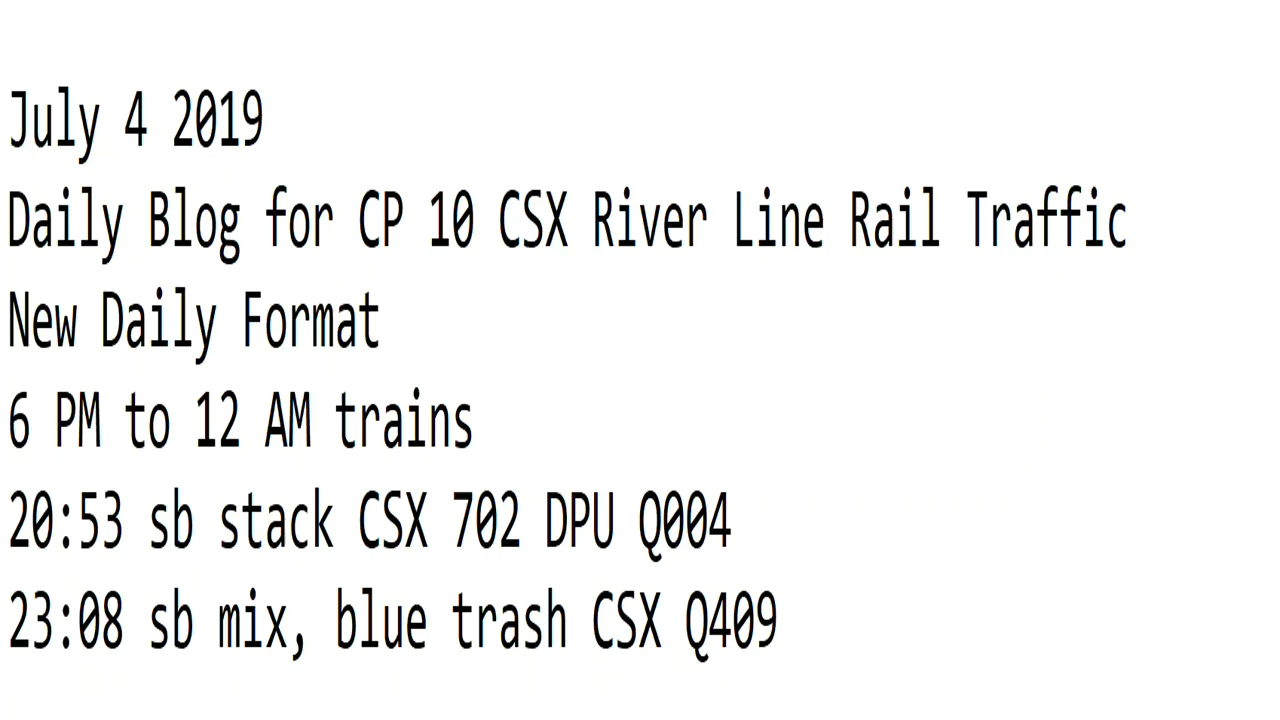 July 4 2019
Daily Blog for CP 10 CSX River Line Rail Traffic
New Daily Format
6 PM to 12 AM trains
20:53 sb stack CSX 702 DPU Q004
23:08 sb mix, blue trash CSX Q409